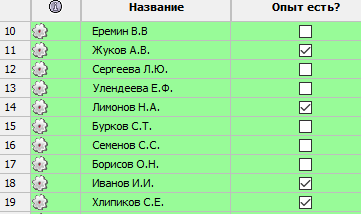 Название Опыт есть?
10 Еремин В.В
11 Жуков А.В.
12 Сергеева Л.Ю.
13 Улендеева Е.Ф.
14 Лимонов Н.А.
15 Бурков С.Т.
16 Семенов С.С.
17 Борисов О.Н.
18 Иванов И.И.
19 Хлипиков С.Е.